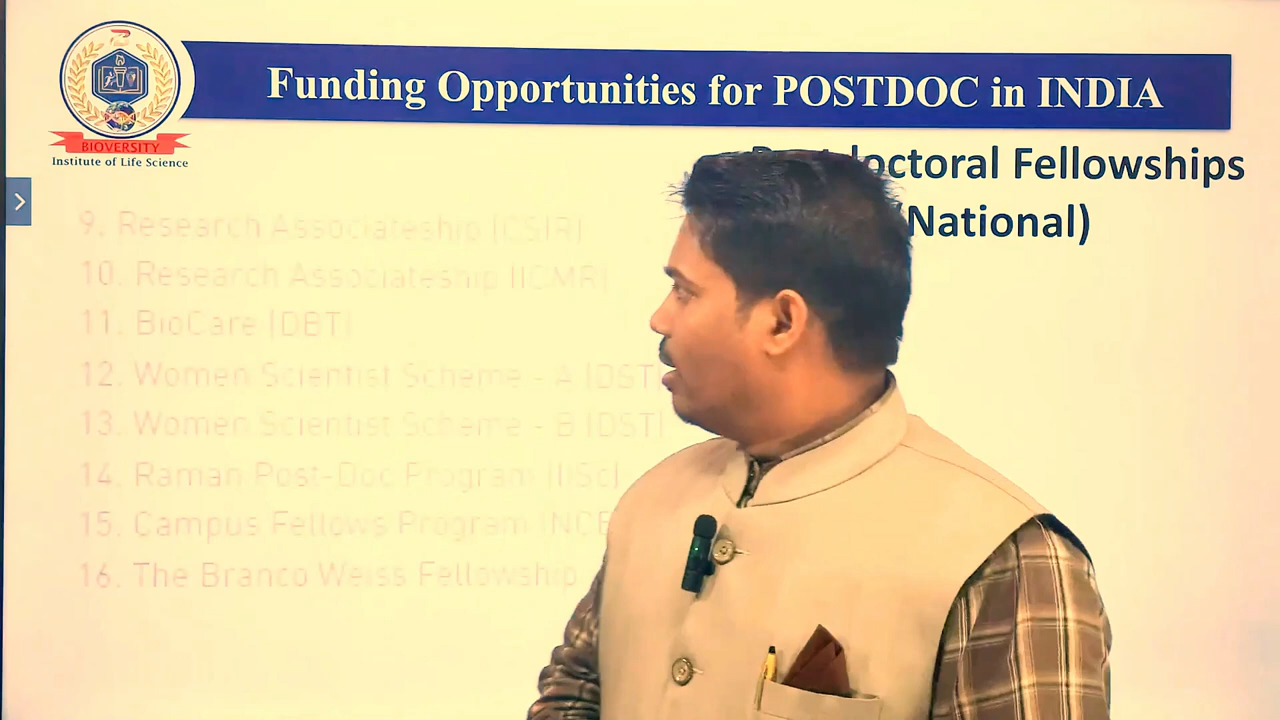 Funding Opportunities for POSTDOC in INDIA
BIOVERSITY
Institute of Life Science
doctoral Fellowships
(National)
9. Research Associateship (CSIR)
10. Research Associateship (ICMR)
11. BioCare (DBT)
12. Women Scientist Scheme - A (DST)
13. Women Scientist Scheme - B (DST)
14. Raman Post-Doc Program (IISc)
15. Campus Fellows Program
16. The Branco Weiss Fellowship